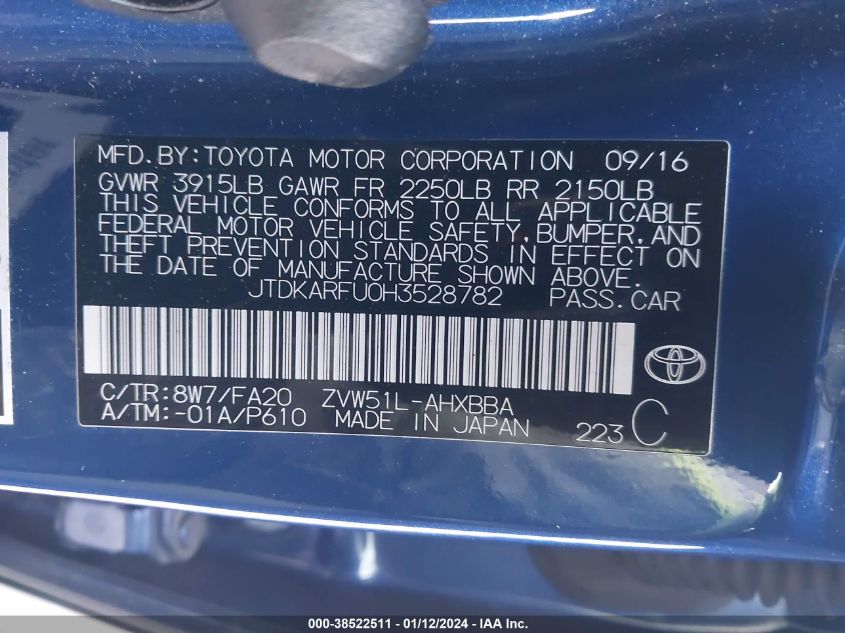 MFD.BY:TOYOTA MOTOR CORPORATION 09/16
GVWR 3915LB GAWR FR 2250LB RR 2150LB
THIS VEHICLE CONFORMS TO ALL APPLICABLE
FEDERAL MOTOR VEHICLE SAFETY,BUMPER,AND
THEFT PREVENTION STANDARDS IN EFFECT ON
THE DATE OF MANUFACTURE SHOWN ABOVE.
JTDKARFU0H3528782 PASS.CAR
C/TR:8W7/FA20 ZVW51L-AHXBBA
A/TM:-01A/P610 MADE IN JAPAN 223 C
000-38522511 - 01/12/2024 - IAA Inc.